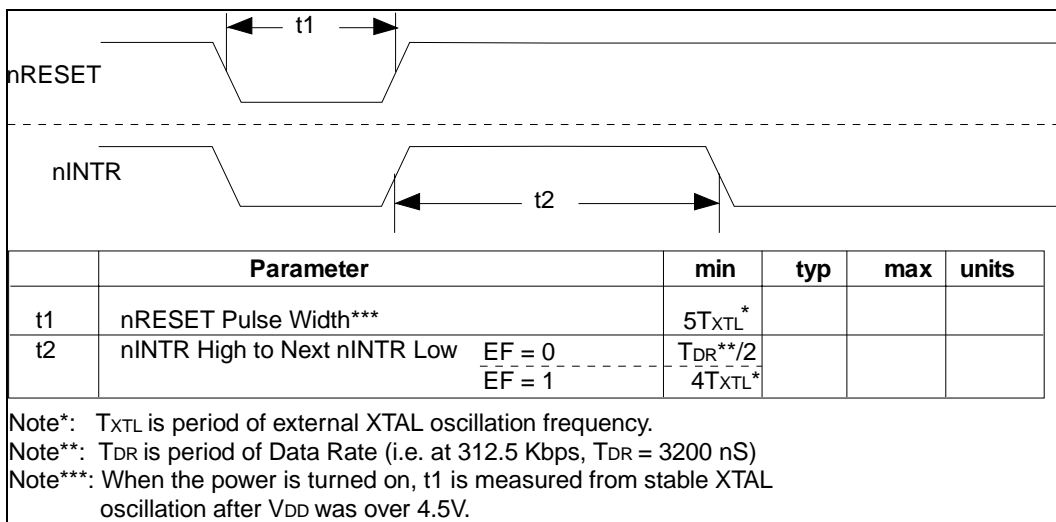 t1
nRESET
nINTR
t2
Parameter min typ max units
t1 nRESET Pulse Width*** 5TXTL*
t2 nINTR High to Next nINTR Low EF = 0 TDR**/2
EF = 1 4TXTL*
Note*: TXTL is period of external XTAL oscillation frequency.
Note**: TDR is period of Data Rate (i.e. at 312.5 Kbps, TDR = 3200 nS)
Note***: When the power is turned on, t1 is measured from stable XTAL
oscillation after VDD was over 4.5V.